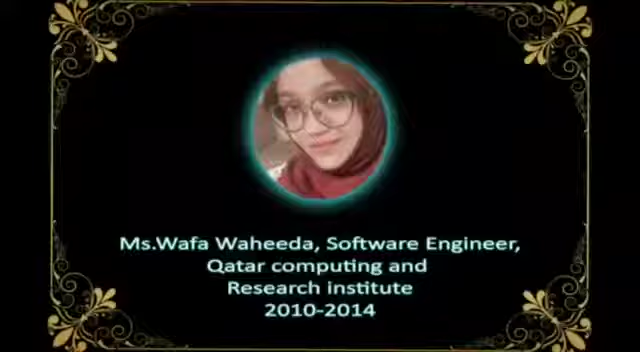 Ms.Wafa Waheeda, Software Engineer,
Qatar computing and
Research institute
2010-2014